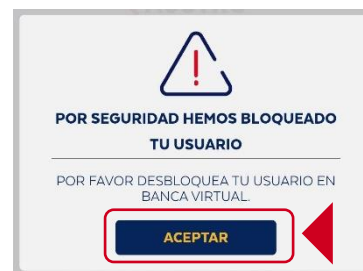 POR SEGURIDAD HEMOS BLOQUEADO
TU USUARIO
POR FAVOR DESBLOQUEA TU USUARIO EN
BANCA VIRTUAL.
ACEPTAR